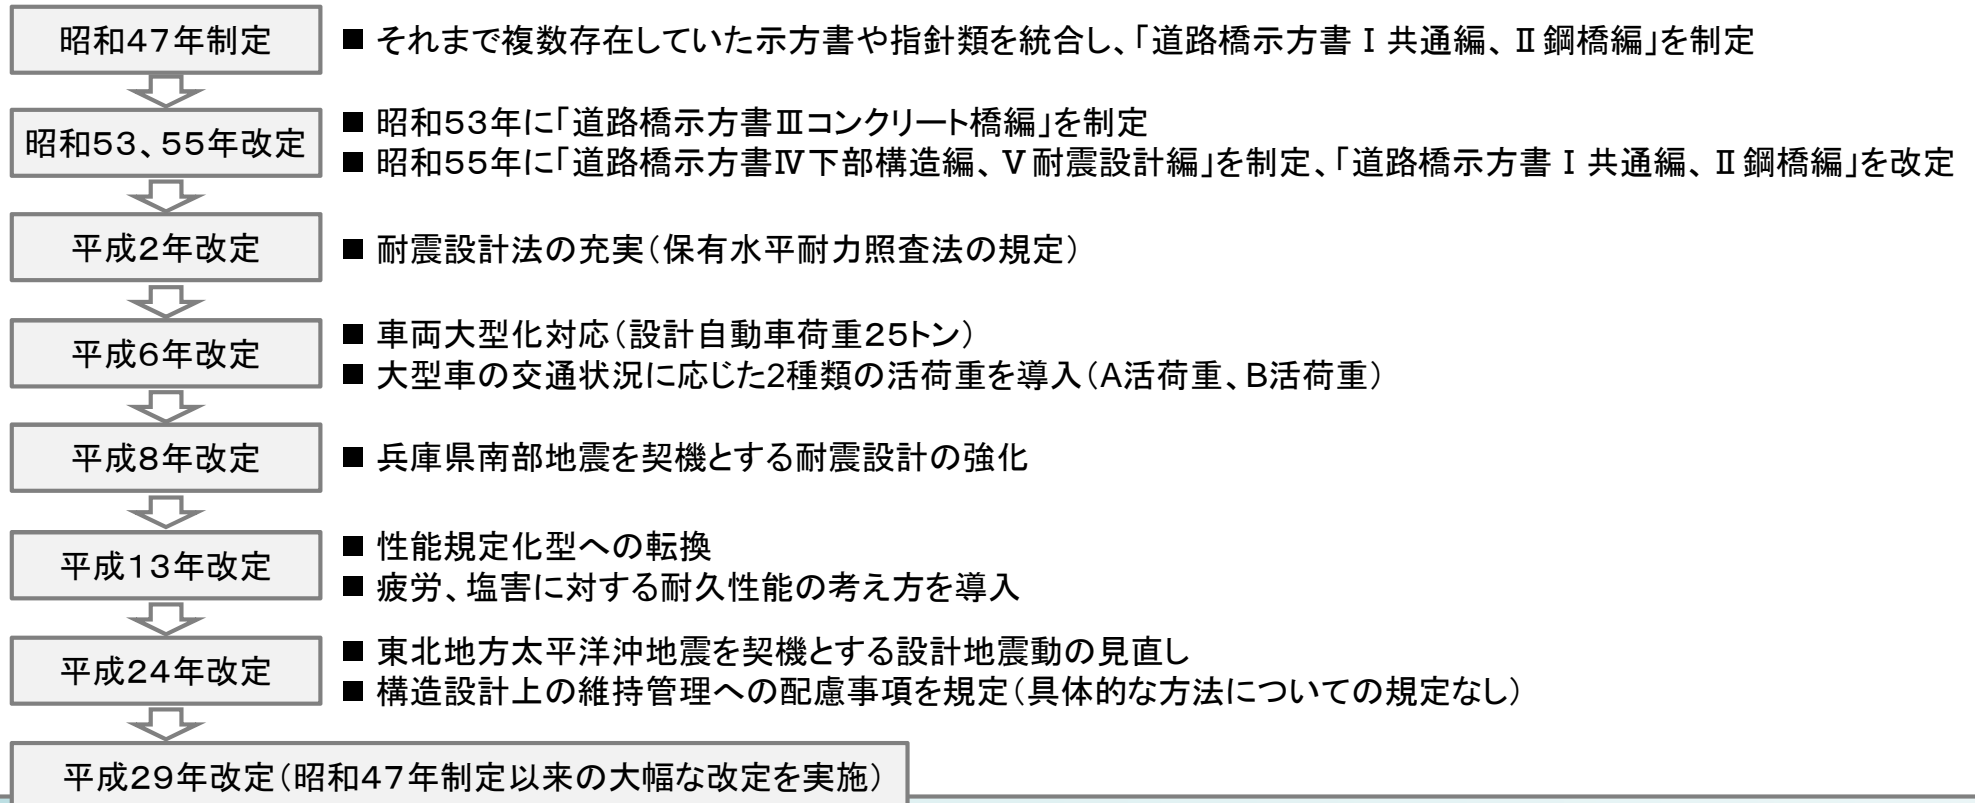 昭和47年制定
■ それまで複数存在していた示方書や指針類を統合し、「道路橋示方書Ⅰ共通編、Ⅱ鋼橋編」を制定
昭和53、55年改定
■ 昭和53年に「道路橋示方書Ⅲコンクリート橋編」を制定
■ 昭和55年に「道路橋示方書Ⅳ下部構造編、Ⅴ耐震設計編」を制定、「道路橋示方書Ⅰ共通編、Ⅱ鋼橋編」を改定
平成2年改定
■ 耐震設計法の充実(保有水平耐力照査法の規定)
平成6年改定
■ 車両大型化対応(設計自動車荷重25トン)
■ 大型車の交通状況に応じた2種類の活荷重を導入(A活荷重、B活荷重)
平成8年改定
■ 兵庫県南部地震を契機とする耐震設計の強化
平成13年改定
■ 性能規定化型への転換
■ 疲労、塩害に対する耐久性能の考え方を導入
平成24年改定
■ 東北地方太平洋沖地震を契機とする設計地震動の見直し
■ 構造設計上の維持管理への配慮事項を規定(具体的な方法についての規定なし)
平成29年改定(昭和47年制定以来の大幅な改定を実施)